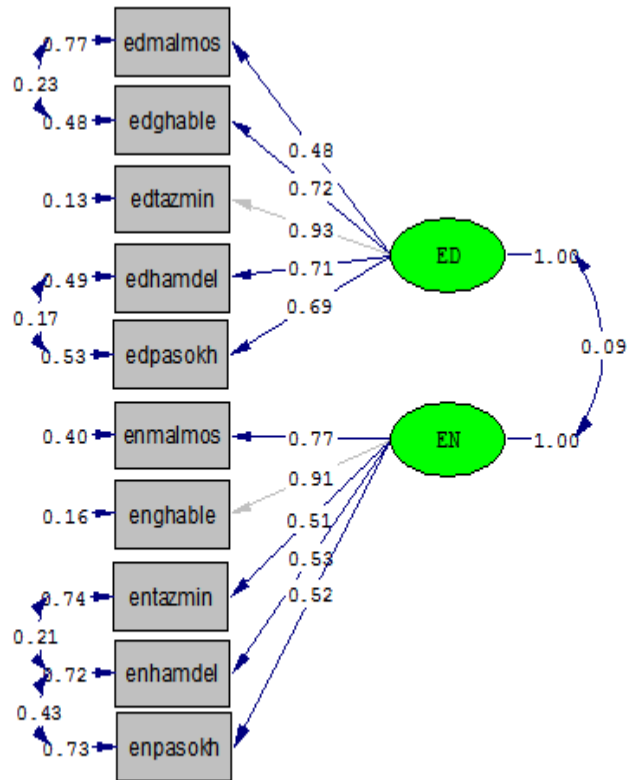 0.77 edmalmos
0.23
0.48 edghable
0.48
0.72
0.13 edtazmin
0.93
ED 1.00
0.49 edhamdel
0.71
0.17
0.69
0.53 edpasokh
0.09
0.40 enmalmos
0.77
EN 1.00
0.91
0.16 enghable
0.51
0.53
0.74 entazmin
0.52
0.21
0.72 enhamdel
0.43
0.73 enpasokh